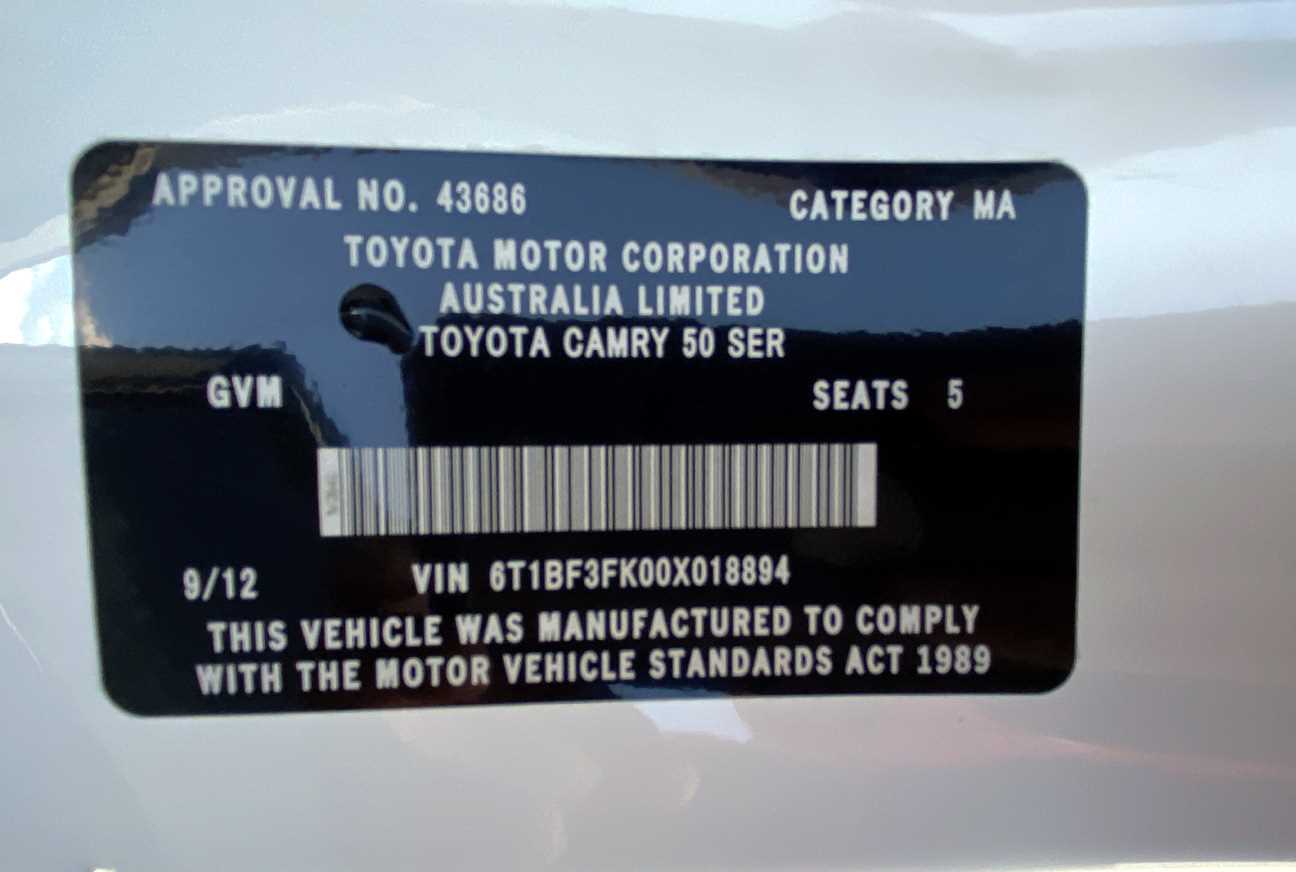 APPROVAL NO. 43686 CATEGORY MA
TOYOTA MOTOR CORPORATION
AUSTRALIA LIMITED
TOYOTA CAMRY 50 SER
GVM SEATS 5
9/12 VIN 6T1BF3FK00X018894
THIS VEHICLE WAS MANUFACTURED TO COMPLY
WITH THE MOTOR VEHICLE STANDARDS ACT 1989